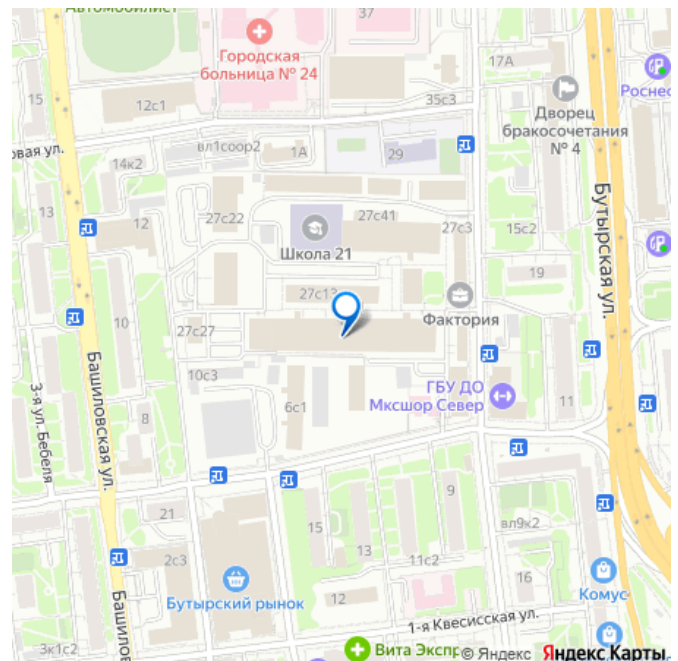 Автомобилист
37
Городская
больница № 24
17А
Роснеф
15
12с1
35с3
Дворец
бракосочетания
№ 4
овая ул.
вл1соор2
1А
29
14к2
13
12
27с22
27с41
27с3
15с2
Бутырская ул.
Школа 21
19
27с13
Фактория
10
27с27
Башиловская ул.
3-я ул. Бебеля
10с3
ГБУ ДО
Мксшор Север
6с1
8
11
9
21
15
вл9к2
13
2с3
11с2
16
Комус
Бутырский рынок
12
1-я Квесисская ул.
Башиловская
3к1с2
Вита Экспр
© Яндекс Яндекс Карты